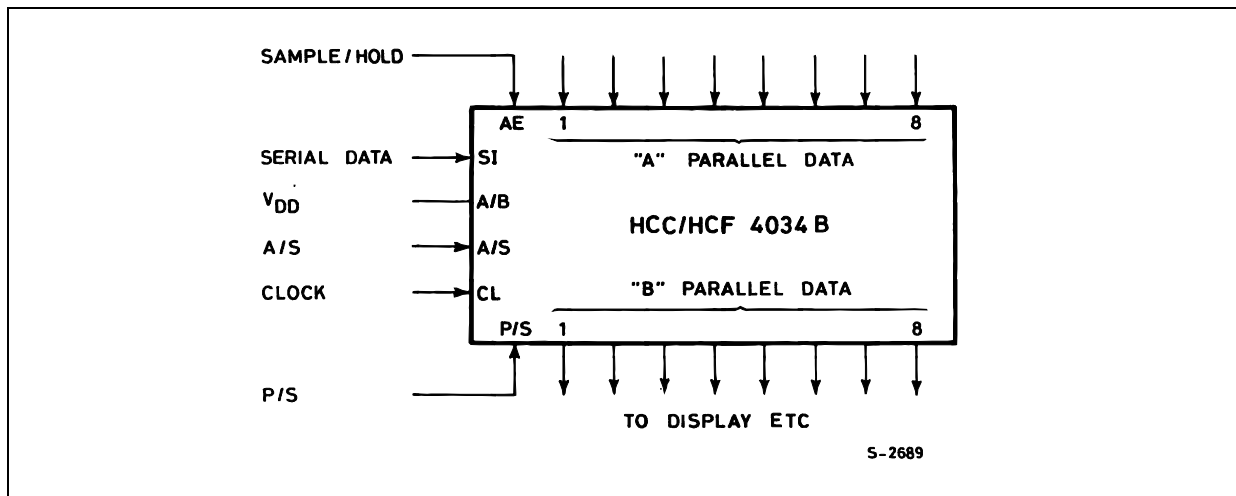 SAMPLE/HOLD
AE 1 8
SERIAL DATA SI "A" PARALLEL DATA
VDD A/B
HCC/HCF 4034B
A/S A/S
CLOCK CL "B" PARALLEL DATA
P/S 1 8
P/S
TO DISPLAY ETC
S-2689